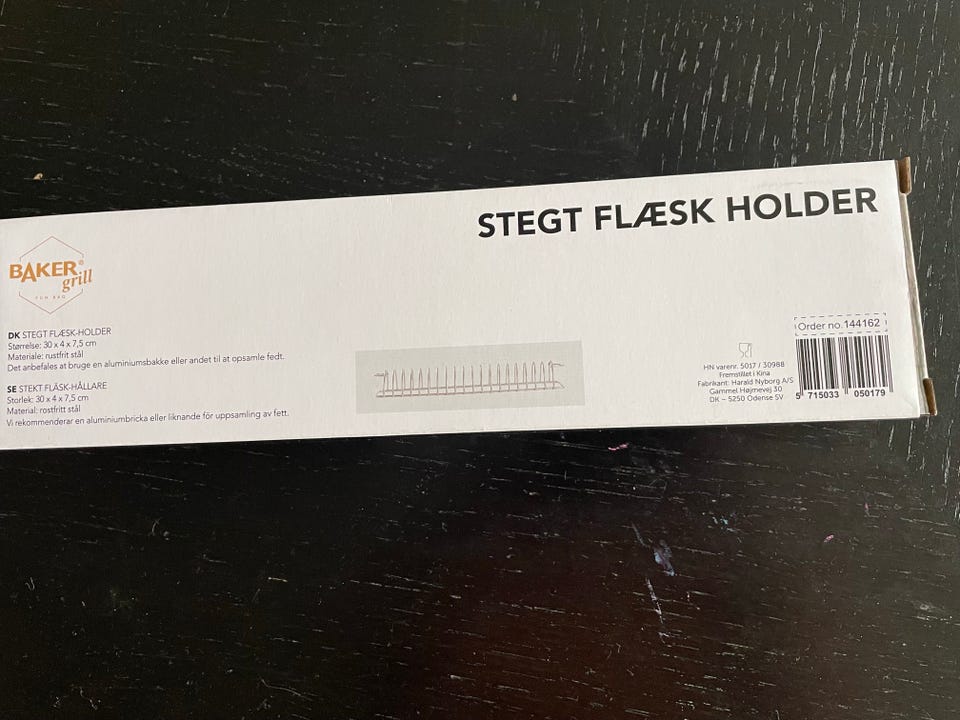 STEGT FLÆSK HOLDER
BAKER®
grill
FUN BBQ
DK STEGT FLÆSK-HOLDER
Størrelse: 30 x 4 x 7,5 cm
Materiale: rustfrit stål
Det anbefales at bruge en aluminiumsbakke eller andet til at opsamle fedt.
SE STEKT FLÄSK-HÅLLARE
Storlek: 30 x 4 x 7,5 cm
Material: rostfritt stål
Vi rekommenderar en aluminiumbricka eller liknande för uppsamling av fett.
HN varenr. 5017 / 30988
Fremstillet i Kina
Fabrikant: Harald Nyborg A/S
Gammel Højmevej 30
DK – 5250 Odense SV
Order no. 144162
5 715033 050179